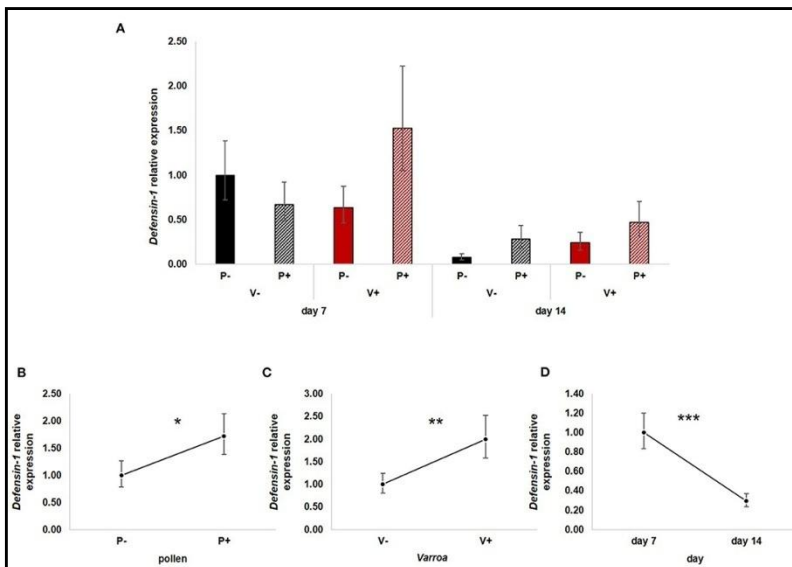 A
Defensin-1 relative expression
2.50
2.00
1.50
1.00
0.50
0.00
P- P+ P- P+ P- P+ P- P+
V- V+ V- V+
day 7 day 14
B
Defensin-1 relative
expression
2.50
2.00
1.50
1.00
0.50
0.00
*
P- P+
pollen
C
Defensin-1 relative
expression
3.00
2.50
2.00
1.50
1.00
0.50
0.00
**
V- V+
Varroa
D
Defensin-1 relative
expression
1.40
1.20
1.00
0.80
0.60
0.40
0.20
0.00
***
day 7 day 14
day